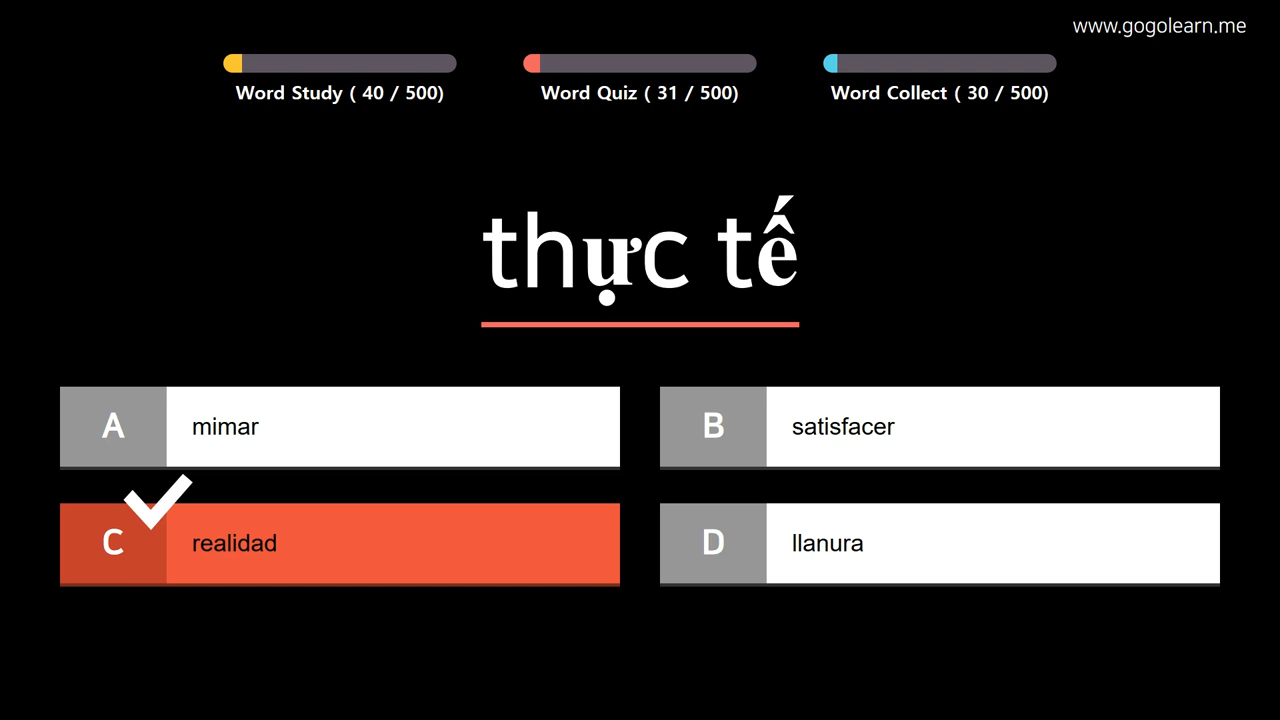 www.gogolearn.me
Word Study ( 40 / 500)
Word Quiz ( 31 / 500)
Word Collect ( 30 / 500)
thực tế
A mimar
B satisfacer
C realidad
D llanura